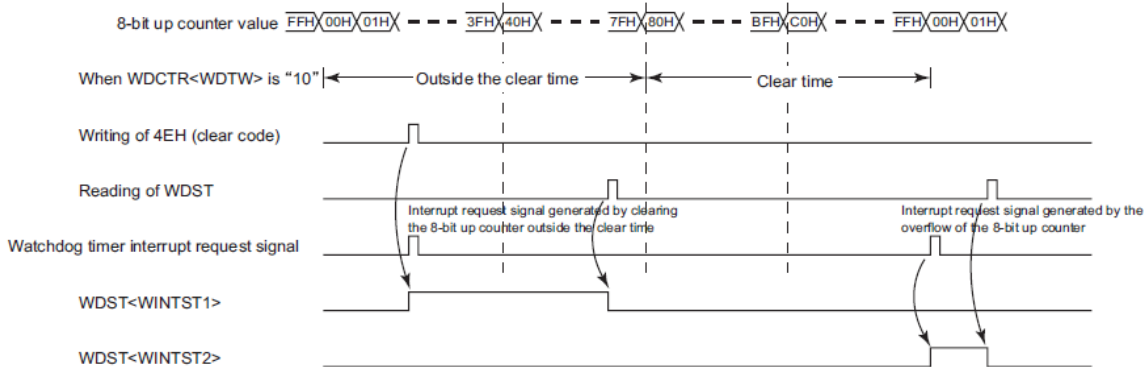 8-bit up counter value FFH 00H 01H 3FH 40H 7FH 80H BFH C0H FFH 00H 01H
When WDCTR<WDTW> is “10” Outside the clear time Clear time
Writing of 4EH (clear code)
Reading of WDST
Interrupt request signal generated by clearing
the 8-bit up counter outside the clear time
Interrupt request signal generated by the
overflow of the 8-bit up counter
Watchdog timer interrupt request signal
WDST<WINTST1>
WDST<WINTST2>